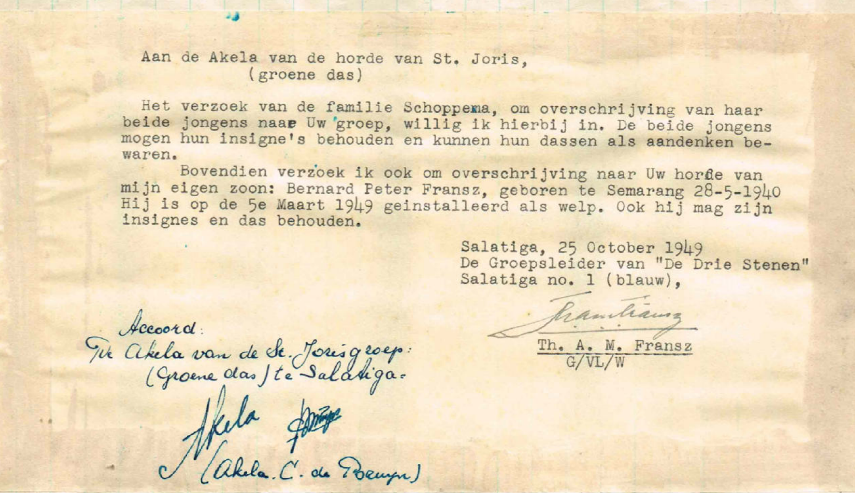 Aan de Akela van de horde van St. Joris,
(groene das)
Het verzoek van de familie Schoppema, om overschrijving van haar
beide jongens naar Uw groep, willig ik hierbij in. De beide jongens
mogen hun insigne's behouden en kunnen hun dassen als aandenken be-
waren.
Bovendien verzoek ik ook om overschrijving naar Uw horde van
mijn eigen zoon: Bernard Peter Fransz, geboren te Semarang 28-5-1940
Hij is op de 5e Maart 1949 geinstalleerd als welp. Ook hij mag zijn
insignes en das behouden.
Salatiga, 25 October 1949
De Groepsleider van "De Drie Stenen"
Salatiga no. 1 (blauw),
Th. A. M. Fransz
G/VL/W
Accoord:
Akela van de St. Jorisgroep:
(Groene das) te Salatiga.
Akela
(Akela. C. de